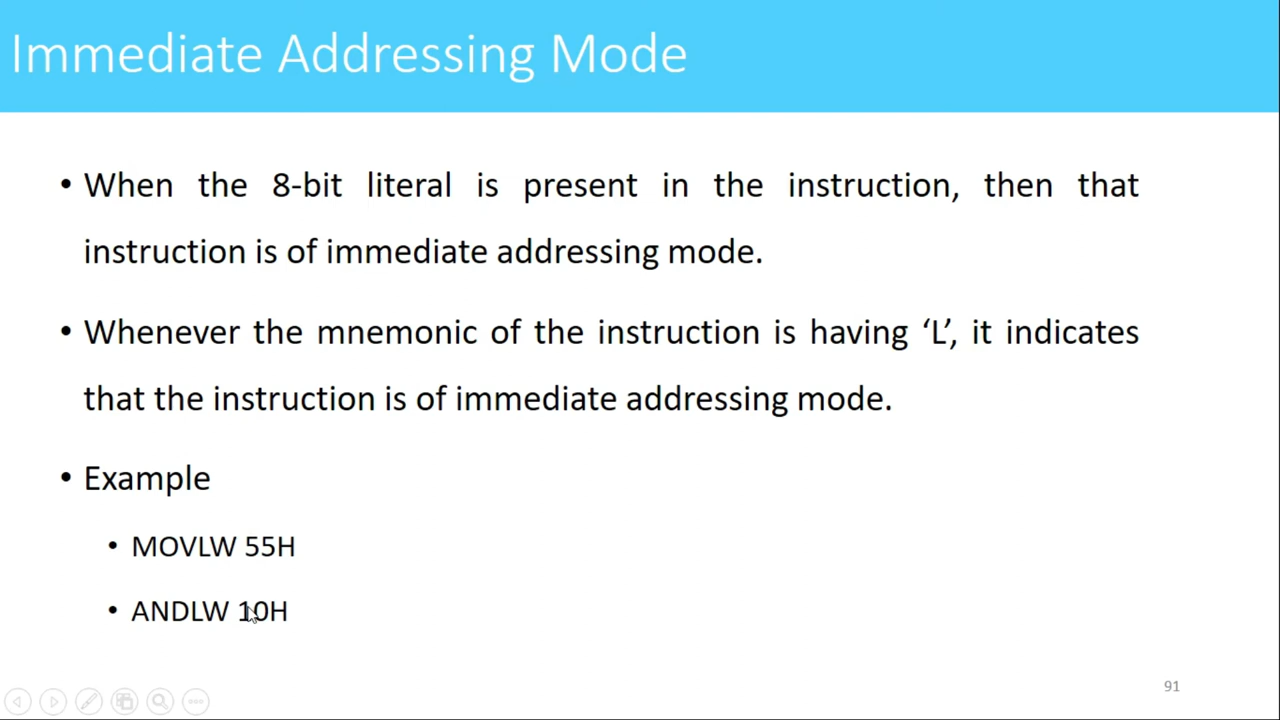 Immediate Addressing Mode
• When the 8-bit literal is present in the instruction, then that
instruction is of immediate addressing mode.
• Whenever the mnemonic of the instruction is having ‘L’, it indicates
that the instruction is of immediate addressing mode.
• Example
• MOVLW 55H
• ANDLW 10H
91